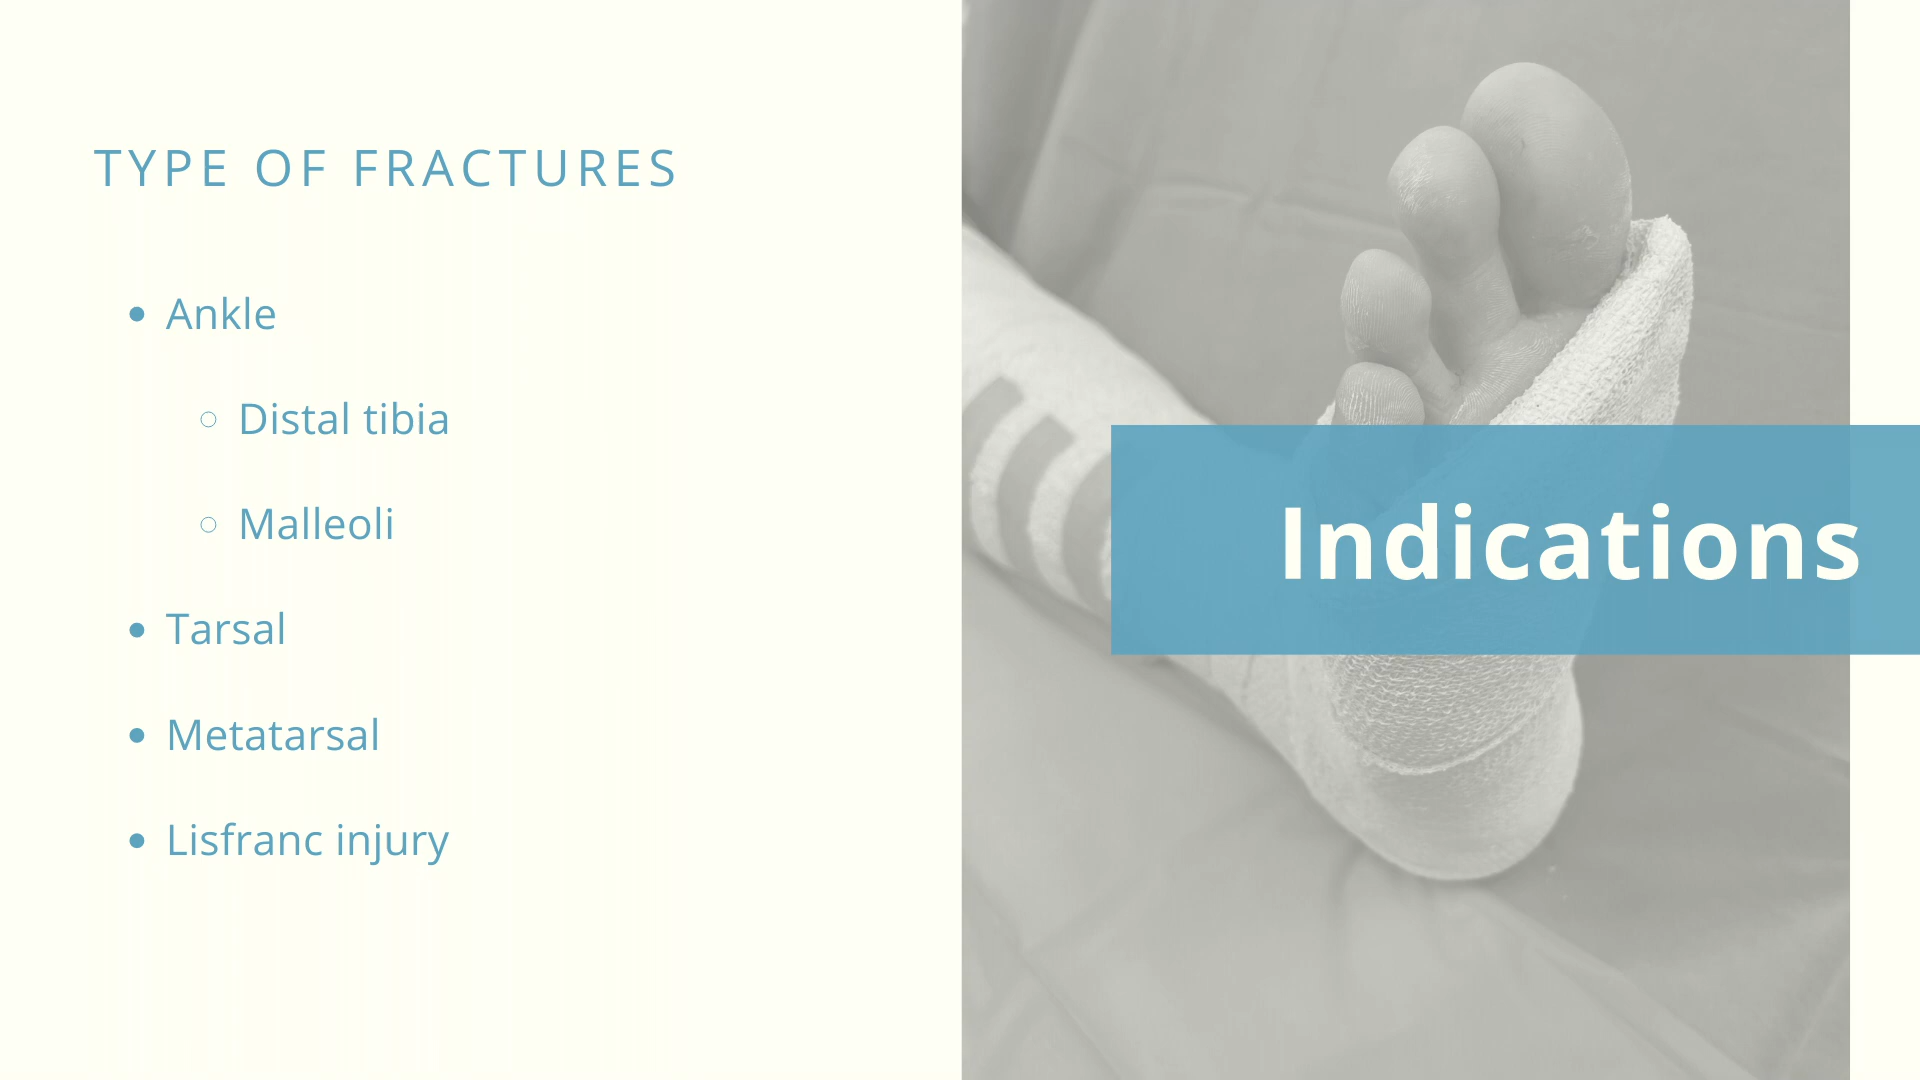 TYPE OF FRACTURES
• Ankle
◦ Distal tibia
◦ Malleoli
• Tarsal
• Metatarsal
• Lisfranc injury
Indications